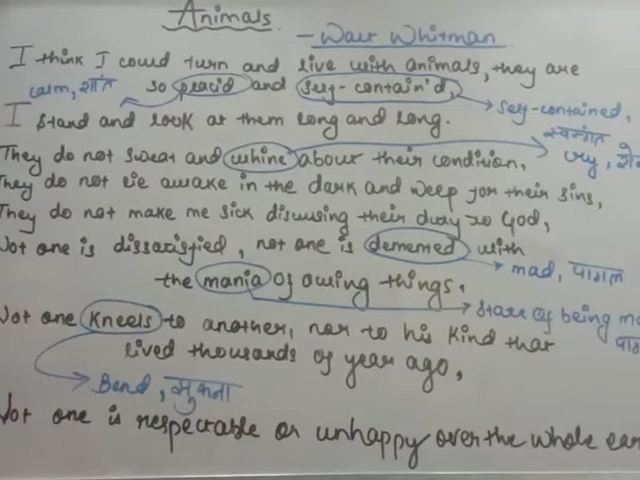 Animals
- Walt Whitman
I think I could turn and live with animals, they are
calm, शांत so placid and self-contain'd,
self-contained,
I stand and look at them long and long.
स्वनंगत
They do not sweat and whine about their condition,
cry,
They do not lie awake in the dark and weep for their sins,
They do not make me sick discussing their duty to God,
Not one is dissatisfied, not one is demented with
mad, पागल
the mania of owing things.
State of being ma
पाग
Not one kneels to another, nor to his kind that
lived thousands of year ago,
Bend, झुकना
Not one is respectable or unhappy over the whole ear